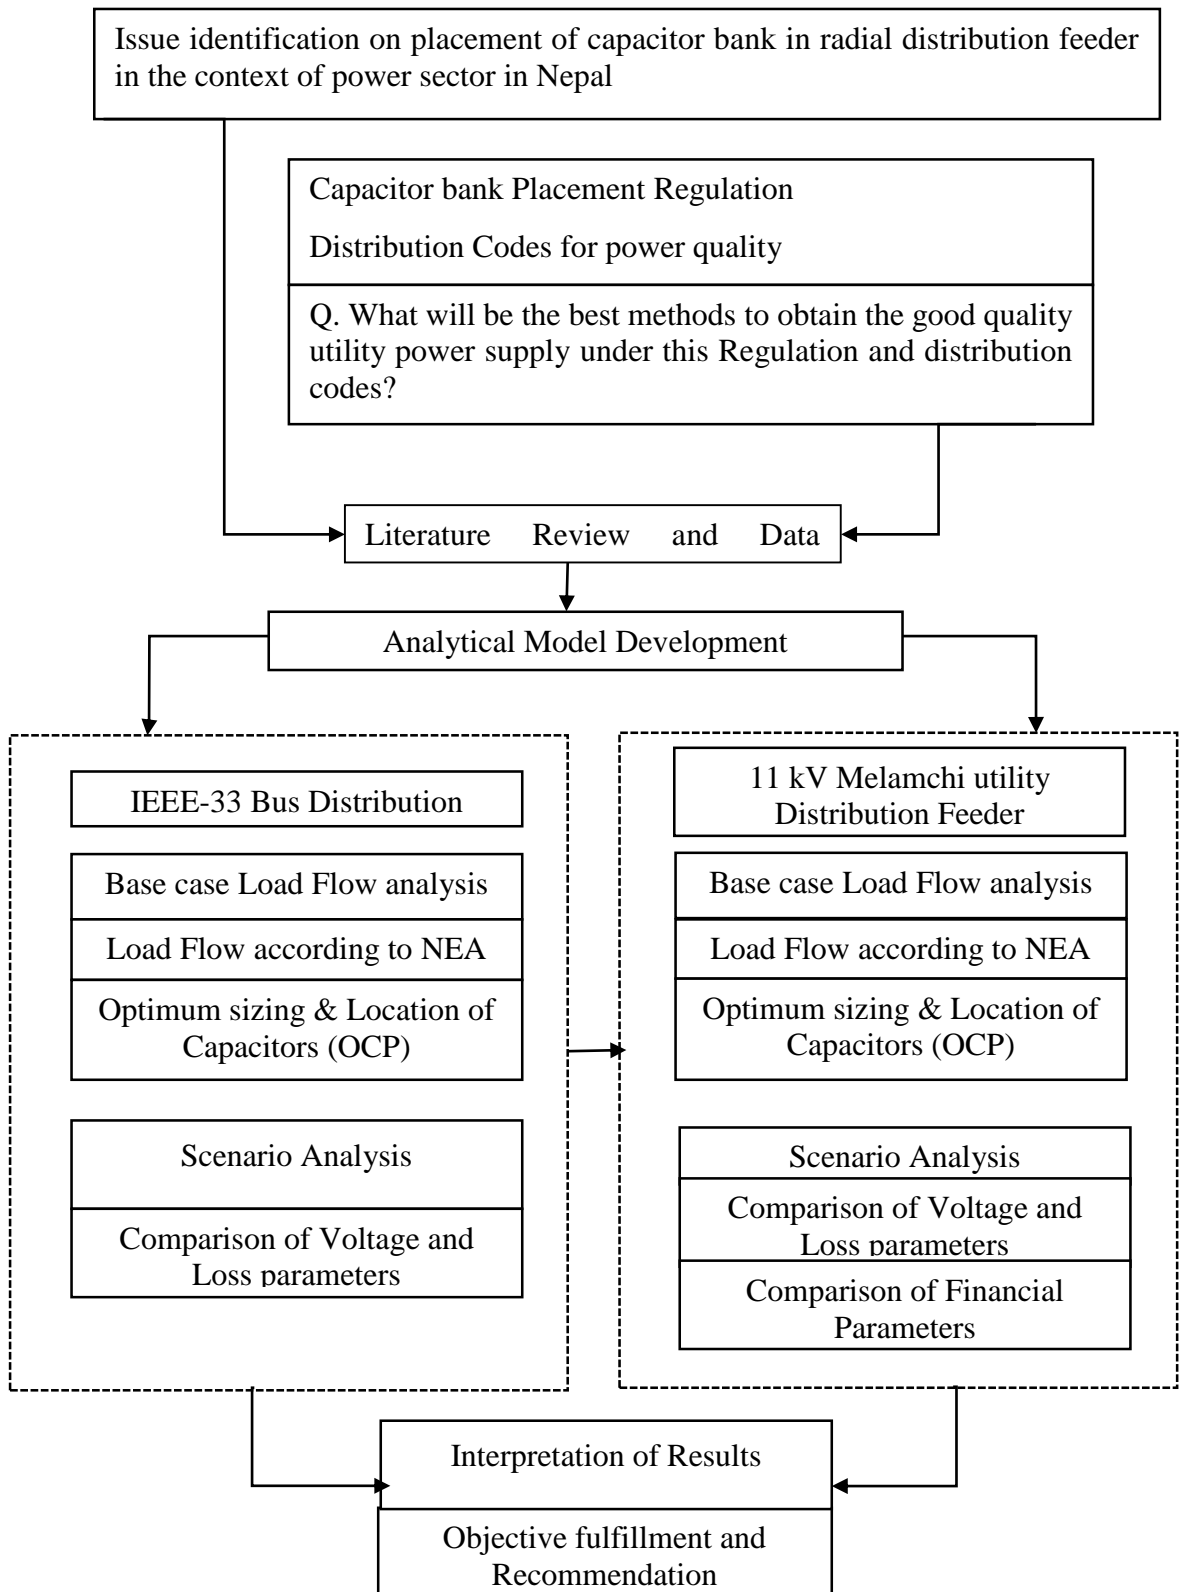 Issue identification on placement of capacitor bank in radial distribution feeder
in the context of power sector in Nepal
Capacitor bank Placement Regulation
Distribution Codes for power quality
Q. What will be the best methods to obtain the good quality
utility power supply under this Regulation and distribution
codes?
Literature Review and Data
Analytical Model Development
IEEE-33 Bus Distribution
Base case Load Flow analysis
Load Flow according to NEA
Optimum sizing & Location of
Capacitors (OCP)
Scenario Analysis
Comparison of Voltage and
Loss parameters
11 kV Melamchi utility
Distribution Feeder
Base case Load Flow analysis
Load Flow according to NEA
Optimum sizing & Location of
Capacitors (OCP)
Scenario Analysis
Comparison of Voltage and
Loss parameters
Comparison of Financial
Parameters
Interpretation of Results
Objective fulfillment and
Recommendation